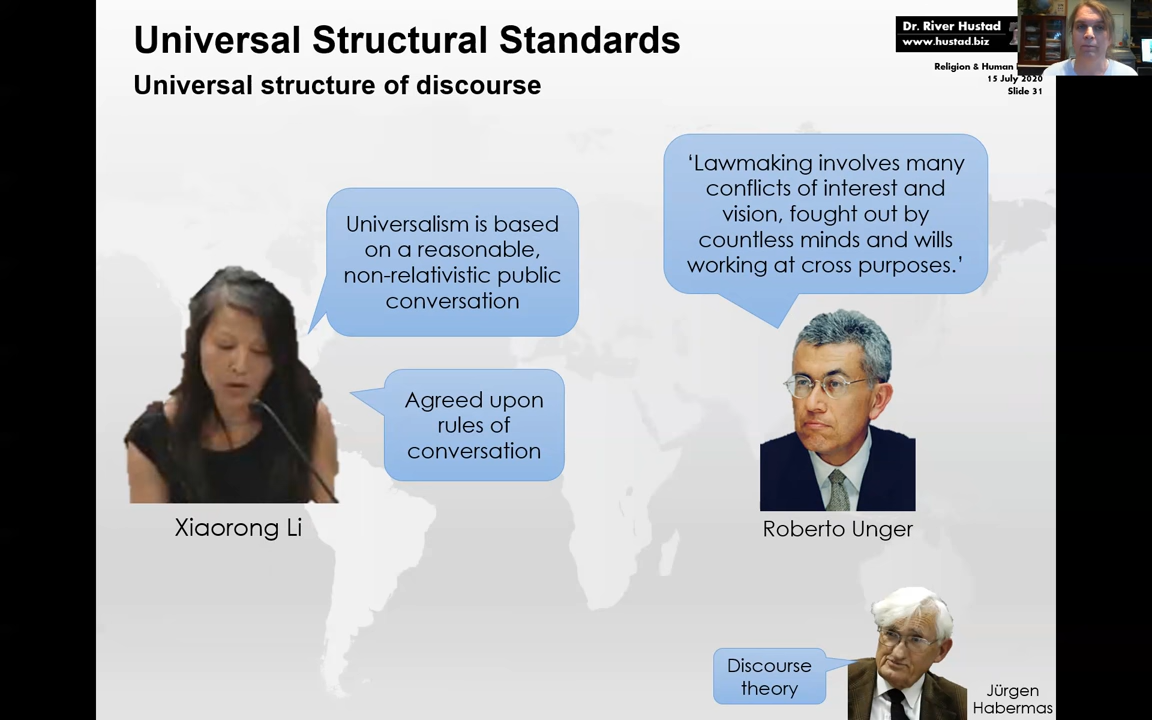 Universal Structural Standards
Universal structure of discourse
Dr. River Hustad
www.hustad.biz
Religion & Human
15 July 2020
Slide 31
Universalism is based
on a reasonable,
non-relativistic public
conversation
Agreed upon
rules of
conversation
Xiaorong Li
‘Lawmaking involves many
conflicts of interest and
vision, fought out by
countless minds and wills
working at cross purposes.’
Roberto Unger
Discourse
theory
Jürgen
Habermas